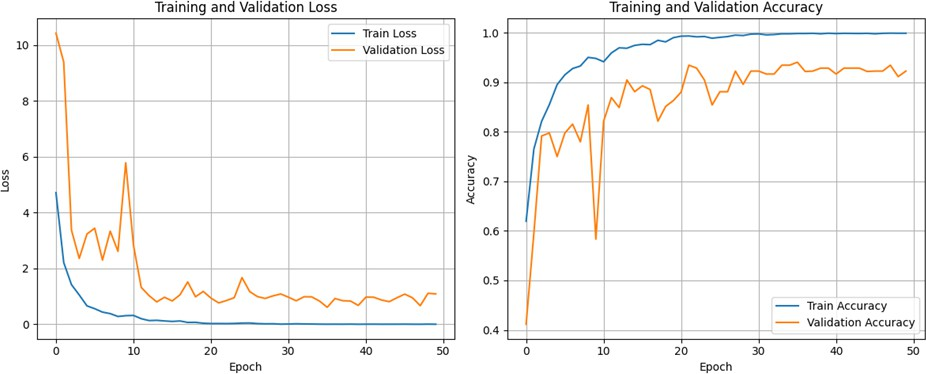 Training and Validation Loss
Train Loss
Validation Loss
Loss
10
8
6
4
2
0
0
10
20
30
40
50
Epoch
Training and Validation Accuracy
Accuracy
1.0
0.9
0.8
0.7
0.6
0.5
0.4
Train Accuracy
Validation Accuracy
0
10
20
30
40
50
Epoch